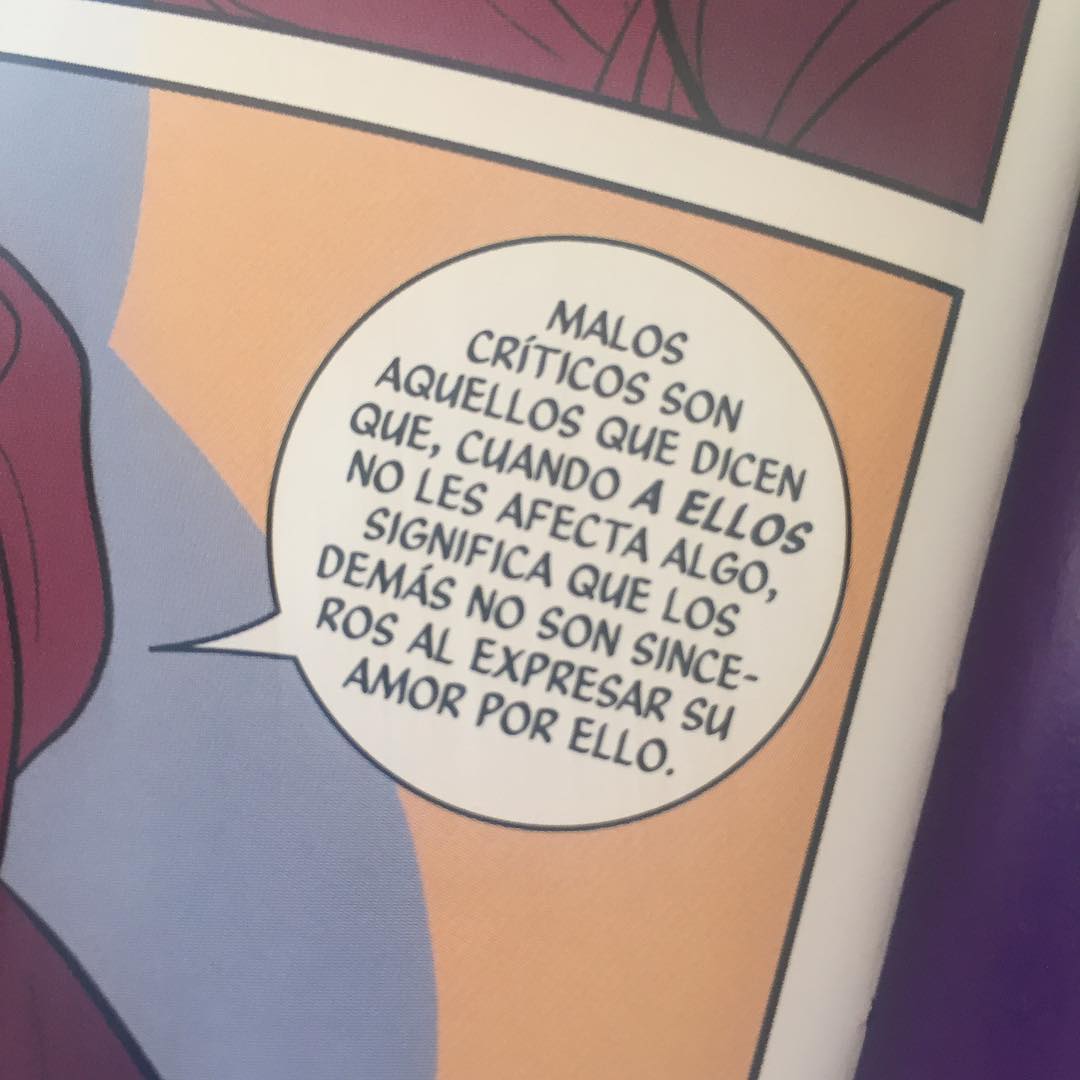 MALOS
CRÍTICOS SON
AQUELLOS QUE DICEN
QUE, CUANDO A ELLOS
NO LES AFECTA ALGO,
SIGNIFICA QUE LOS
DEMÁS NO SON SINCE-
ROS AL EXPRESAR SU
AMOR POR ELLO.